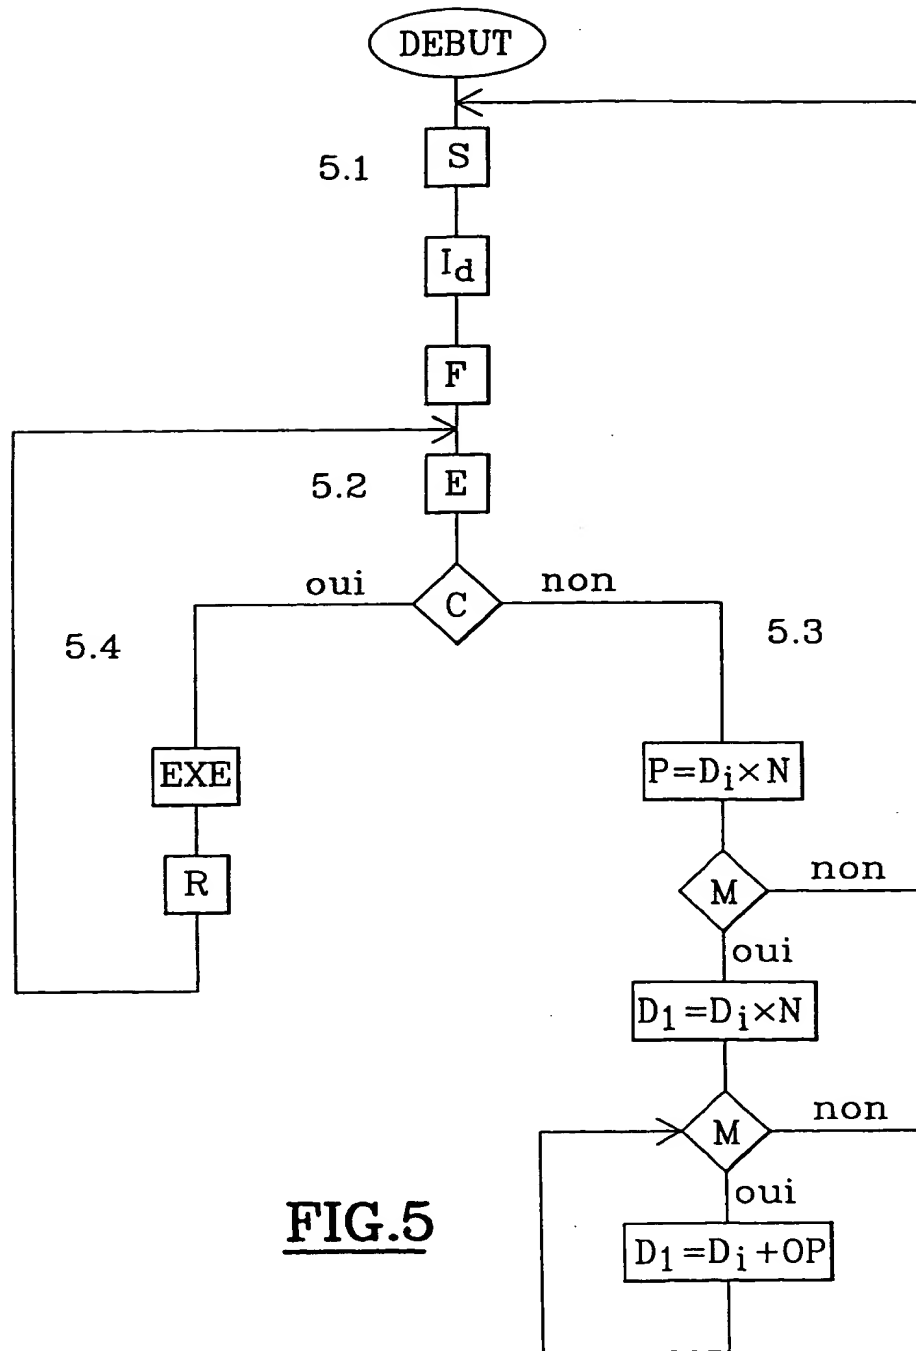 DEBUT
5.1
S
Id
F
5.2
E
oui
C
non
5.4
5.3
EXE
P=Di×N
R
M
non
oui
D1=Di×N
M
non
oui
D1=Di+OP
FIG.5